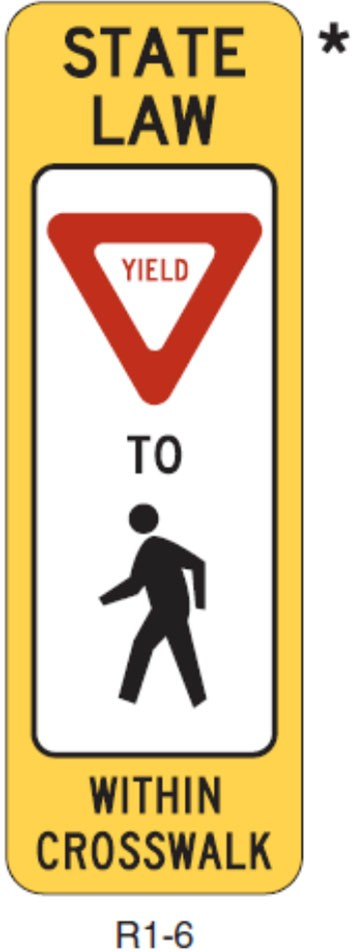 STATE
LAW
*
YIELD
TO
WITHIN
CROSSWALK
R1-6